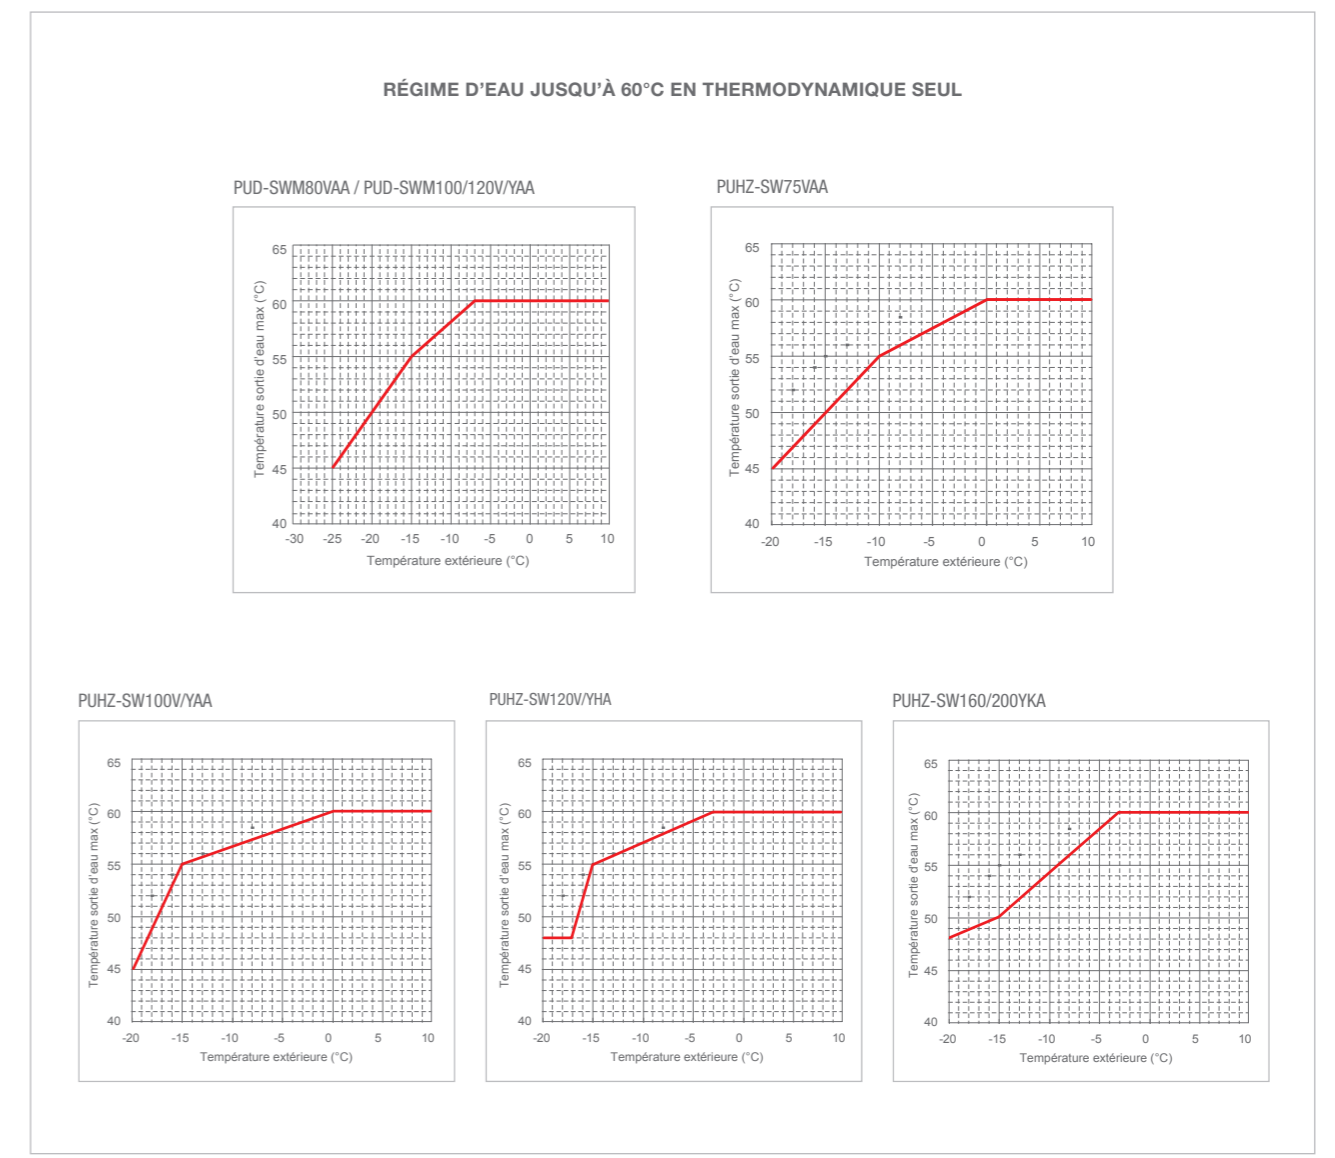 RÉGIME D'EAU JUSQU'À 60°C EN THERMODYNAMIQUE SEUL
PUD-SWM80VAA / PUD-SWM100/120V/YAA
65
60
55
50
45
40
-30 -25 -20 -15 -10 -5 0 5 10
Température sortie d'eau max (°C)
Température extérieure (°C)
PUHZ-SW75VAA
65
60
55
50
45
40
-20 -15 -10 -5 0 5 10
Température sortie d'eau max (°C)
Température extérieure (°C)
PUHZ-SW100V/YAA
65
60
55
50
45
40
-20 -15 -10 -5 0 5 10
Température sortie d'eau max (°C)
Température extérieure (°C)
PUHZ-SW120V/YHA
65
60
55
50
45
40
-20 -15 -10 -5 0 5 10
Température sortie d'eau max (°C)
Température extérieure (°C)
PUHZ-SW160/200YKA
65
60
55
50
45
40
-20 -15 -10 -5 0 5 10
Température sortie d'eau max (°C)
Température extérieure (°C)